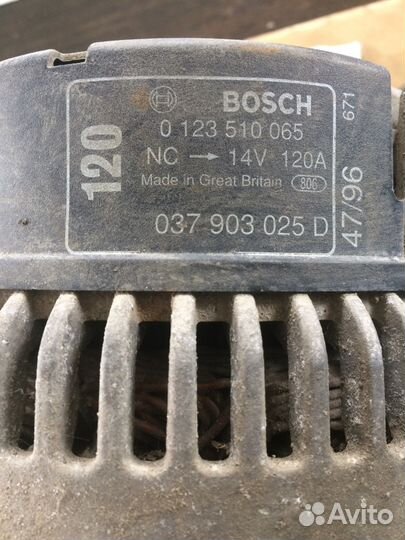 BOSCH
0 123 510 065
NC → 14V 120A
Made in Great Britain 806
037 903 025 D
120
47/96
671
Avito